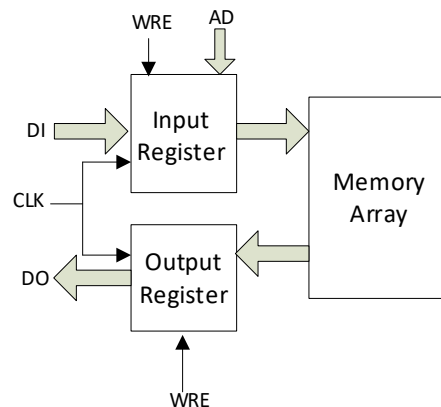 WRE
AD
DI
Input
Register
Memory
Array
CLK
Output
Register
DO
WRE